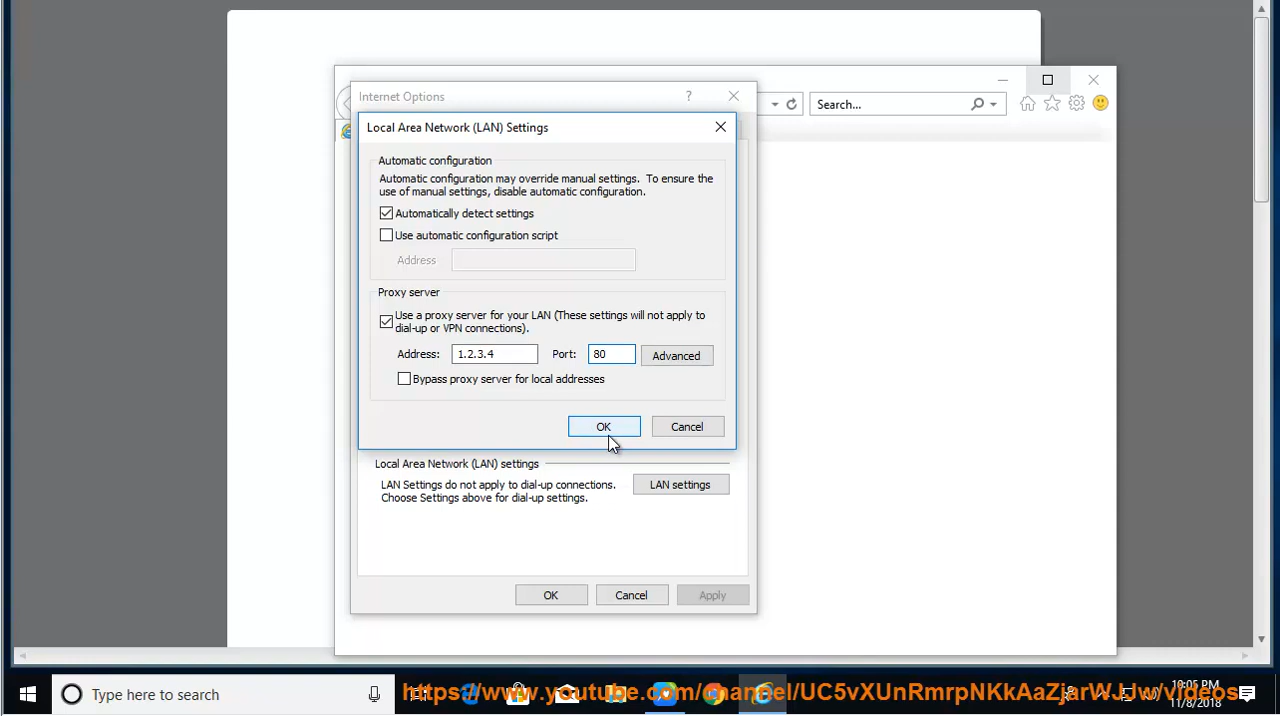 Internet Options
?
Search...
Local Area Network (LAN) Settings
Automatic configuration
Automatic configuration may override manual settings. To ensure the
use of manual settings, disable automatic configuration.
Automatically detect settings
Use automatic configuration script
Address
Proxy server
Use a proxy server for your LAN (These settings will not apply to
dial-up or VPN connections).
Address: 1.2.3.4 Port: 80 Advanced
Bypass proxy server for local addresses
OK Cancel
Local Area Network (LAN) settings
LAN Settings do not apply to dial-up connections.
Choose Settings above for dial-up settings.
LAN settings
OK Cancel Apply
Type here to search
https://www.youtube.com/channel/UC5vXUnRmrpNKkAaZjarWJJw/videos
10:05 PM
11/8/2018